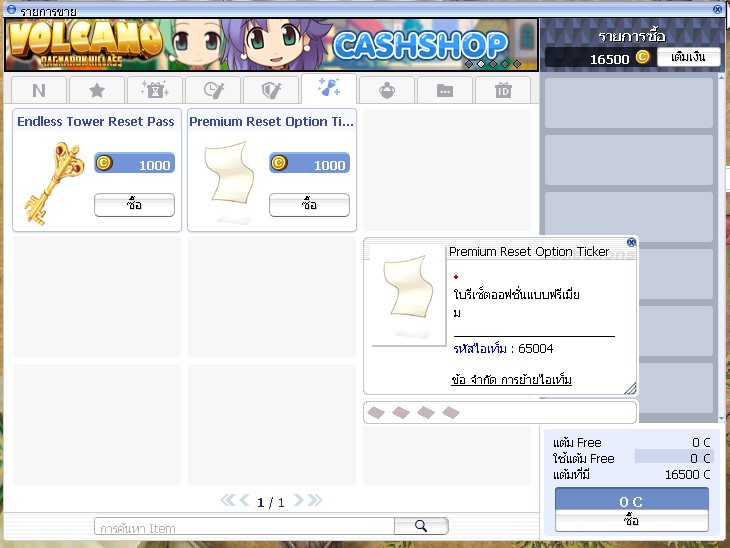 รายการขาย
VOLCANO
RAGNAROK VILLAGE
CASHSHOP
รายการซื้อ
16500 C
เติมเงิน
N
ID
Endless Tower Reset Pass
C 1000
ซื้อ
Premium Reset Option Ti...
C 1000
ซื้อ
Premium Reset Option Ticker
ใบรีเซ็ตออฟชั่นแบบฟรีเมี่ย
ม
รหัสไอเท็ม : 65004
ข้อ จำกัด การย้ายไอเท็ม
แต้ม Free 0 C
ใช้แต้ม Free 0 C
แต้มที่มี 16500 C
0 C
ซื้อ
1 / 1
การค้นหา Item